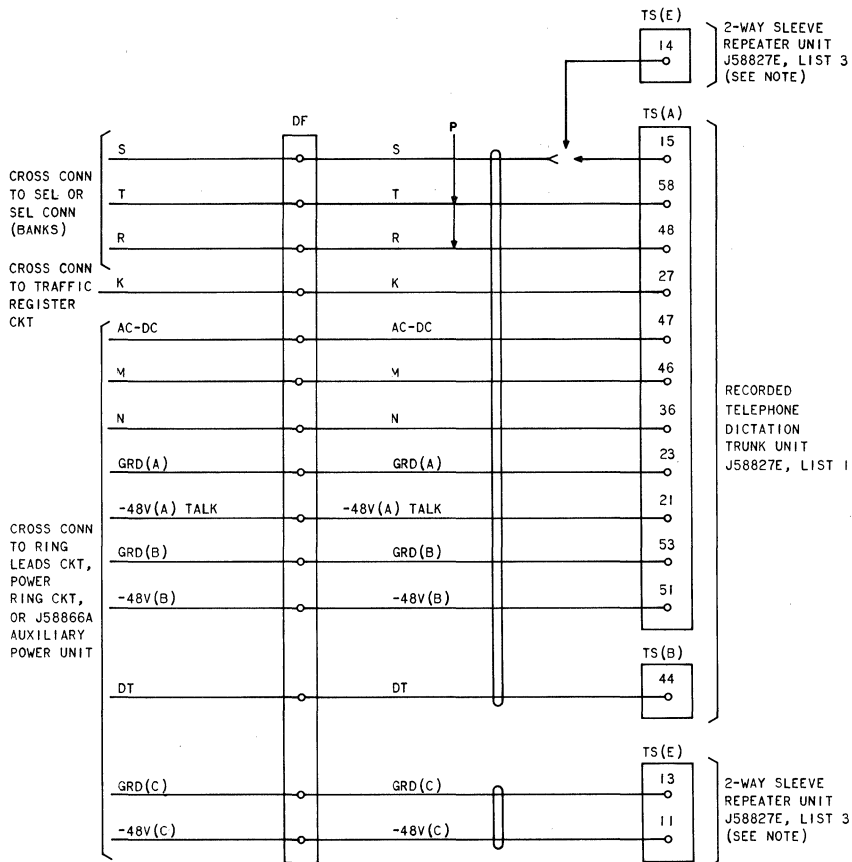 TS(E)
14
2-WAY SLEEVE
REPEATER UNIT
J58827E, LIST 3
(SEE NOTE)
DF
P
TS(A)
CROSS CONN
TO SEL OR
SEL CONN
(BANKS)
S
S
15
T
T
58
R
R
48
CROSS CONN
TO TRAFFIC
REGISTER
CKT
K
K
27
AC-DC
AC-DC
47
M
M
46
N
N
36
GRD(A)
GRD(A)
23
-48V(A) TALK
-48V(A) TALK
21
GRD(B)
GRD(B)
53
-48V(B)
-48V(B)
51
RECORDED
TELEPHONE
DICTATION
TRUNK UNIT
J58827E, LIST 1
CROSS CONN
TO RING
LEADS CKT,
POWER
RING CKT,
OR J58866A
AUXILIARY
POWER UNIT
TS(B)
DT
DT
44
TS(E)
GRD(C)
GRD(C)
13
-48V(C)
-48V(C)
11
2-WAY SLEEVE
REPEATER UNIT
J58827E, LIST 3
(SEE NOTE)